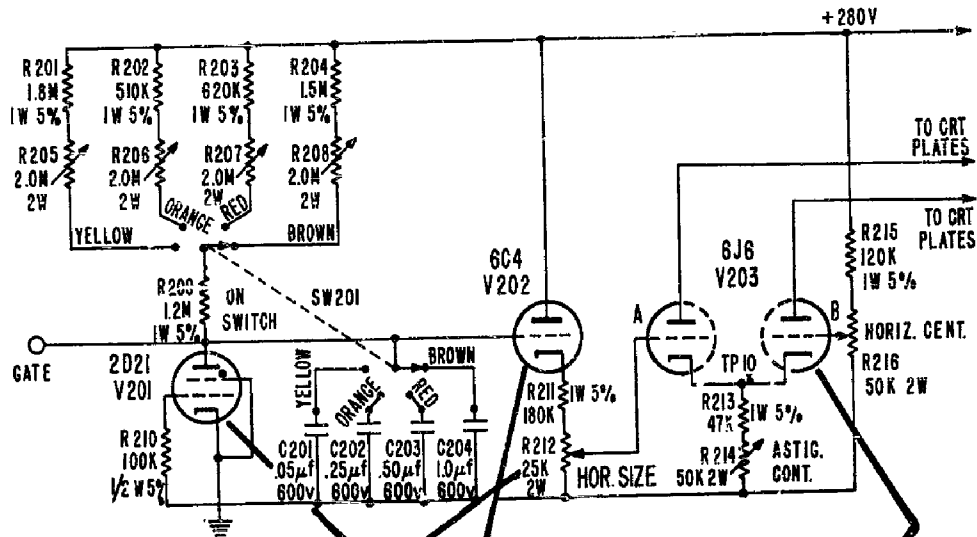 +280V
R201
1.8M
1W 5%
R202
510K
1W 5%
R203
620K
1W 5%
R204
1.5M
1W 5%
R205
2.0M
2W
R206
2.0M
2W
R207
2.0M
2W
R208
2.0M
2W
TO CRT
PLATES
TO CRT
PLATES
YELLOW
ORANGE
RED
BROWN
R209
1.2M
1W 5%
ON
SWITCH
SW201
6C4
V202
6J6
V203
A
B
R215
120K
1W 5%
HORIZ. CENT.
R216
50K 2W
GATE
2D21
V201
YELLOW
ORANGE
RED
BROWN
TP10
R210
100K
1/2 W 5%
C201
.05μf
600v
C202
.25μf
600v
C203
.50μf
600v
C204
1.0μf
600v
R211
180K
1W 5%
R212
25K
2W
HOR. SIZE
R213
47K
1W 5%
R214
50K 2W
ASTIG.
CONT.